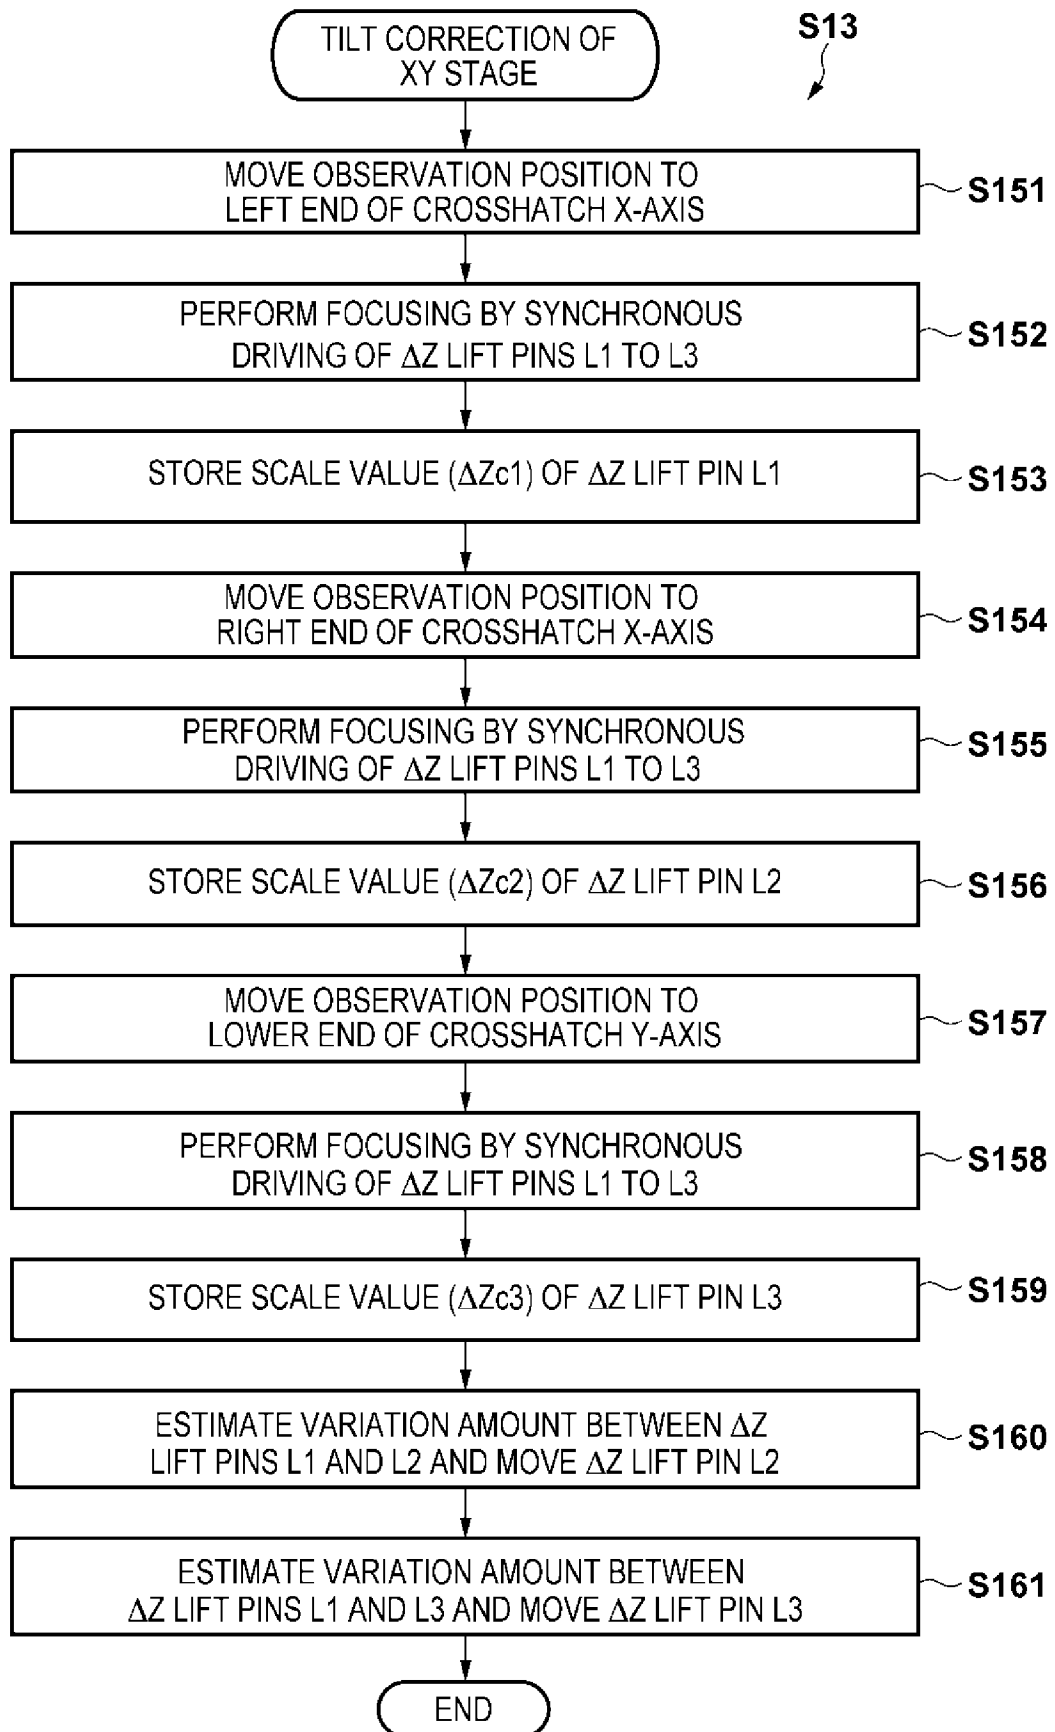 TILT CORRECTION OF
XY STAGE
S13
MOVE OBSERVATION POSITION TO
LEFT END OF CROSSHATCH X-AXIS
S151
PERFORM FOCUSING BY SYNCHRONOUS
DRIVING OF ΔZ LIFT PINS L1 TO L3
S152
STORE SCALE VALUE (ΔZc1) OF ΔZ LIFT PIN L1
S153
MOVE OBSERVATION POSITION TO
RIGHT END OF CROSSHATCH X-AXIS
S154
PERFORM FOCUSING BY SYNCHRONOUS
DRIVING OF ΔZ LIFT PINS L1 TO L3
S155
STORE SCALE VALUE (ΔZc2) OF ΔZ LIFT PIN L2
S156
MOVE OBSERVATION POSITION TO
LOWER END OF CROSSHATCH Y-AXIS
S157
PERFORM FOCUSING BY SYNCHRONOUS
DRIVING OF ΔZ LIFT PINS L1 TO L3
S158
STORE SCALE VALUE (ΔZc3) OF ΔZ LIFT PIN L3
S159
ESTIMATE VARIATION AMOUNT BETWEEN ΔZ
LIFT PINS L1 AND L2 AND MOVE ΔZ LIFT PIN L2
S160
ESTIMATE VARIATION AMOUNT BETWEEN
ΔZ LIFT PINS L1 AND L3 AND MOVE ΔZ LIFT PIN L3
S161
END